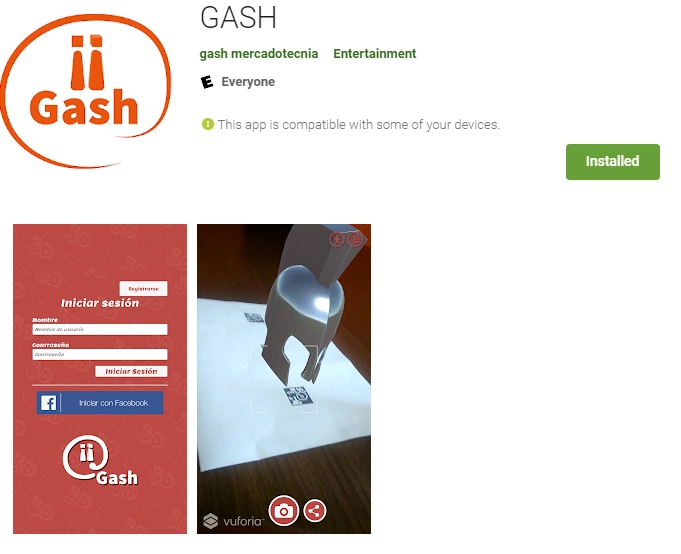 GASH
gash mercadotecnia Entertainment
Everyone
This app is compatible with some of your devices.
Installed
Gash
Registrarse
Iniciar sesión
Nombre
Nombre de usuario
Contraseña
Contraseña
Iniciar Sesión
Iniciar con Facebook
Gash
vuforia